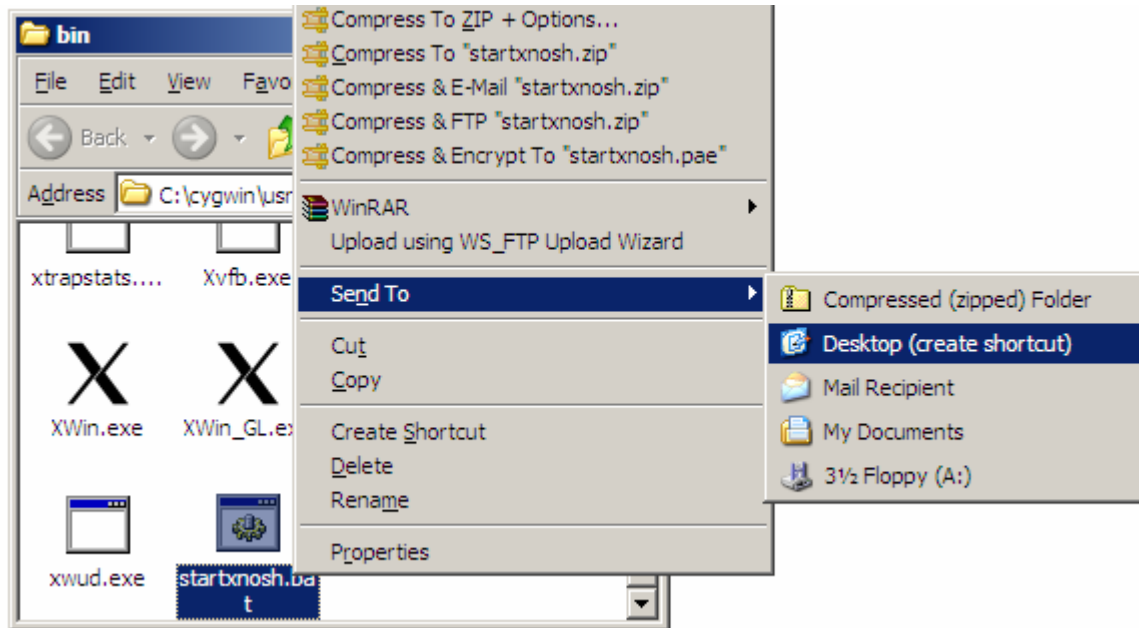 bin
File Edit View Favo
Back
Address C:\cygwin\usr
xtrapstats.... Xvfb.exe
XWin.exe XWin_GL.ex
xwud.exe startxnosh.ba
t
Compress To ZIP + Options...
Compress To "startxnosh.zip"
Compress & E-Mail "startxnosh.zip"
Compress & FTP "startxnosh.zip"
Compress & Encrypt To "startxnosh.pae"
WinRAR
Upload using WS_FTP Upload Wizard
Send To
Cut
Copy
Create Shortcut
Delete
Rename
Properties
Compressed (zipped) Folder
Desktop (create shortcut)
Mail Recipient
My Documents
3½ Floppy (A:)